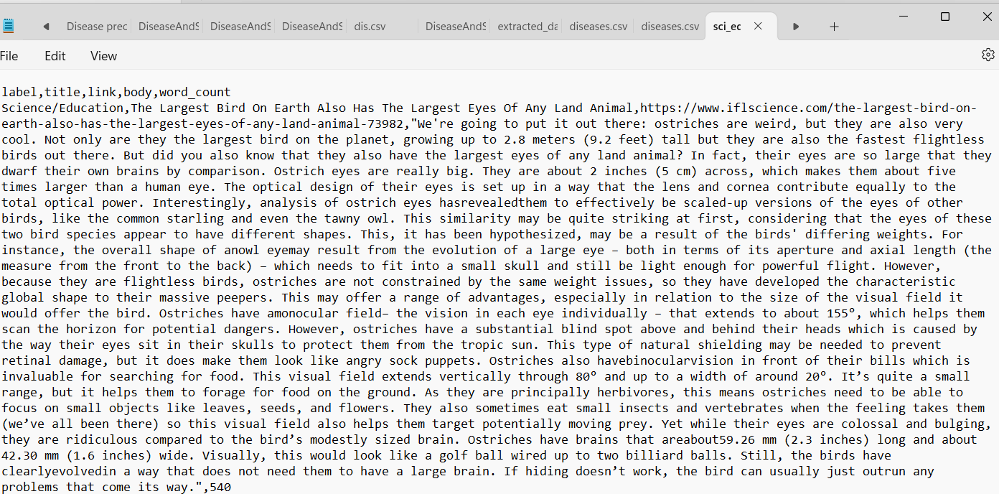 Disease prec DiseaseAndS DiseaseAndS DiseaseAndS dis.csv DiseaseAndS extracted_da diseases.csv diseases.csv sci_ec
File Edit View
label,title,link,body,word_count
Science/Education,The Largest Bird On Earth Also Has The Largest Eyes Of Any Land Animal,https://www.iflscience.com/the-largest-bird-on-
earth-also-has-the-largest-eyes-of-any-land-animal-73982,"We're going to put it out there: ostriches are weird, but they are also very
cool. Not only are they the largest bird on the planet, growing up to 2.8 meters (9.2 feet) tall but they are also the fastest flightless
birds out there. But did you also know that they also have the largest eyes of any land animal? In fact, their eyes are so large that they
dwarf their own brains by comparison. Ostrich eyes are really big. They are about 2 inches (5 cm) across, which makes them about five
times larger than a human eye. The optical design of their eyes is set up in a way that the lens and cornea contribute equally to the
total optical power. Interestingly, analysis of ostrich eyes hasrevealedthem to effectively be scaled-up versions of the eyes of other
birds, like the common starling and even the tawny owl. This similarity may be quite striking at first, considering that the eyes of these
two bird species appear to have different shapes. This, it has been hypothesized, may be a result of the birds' differing weights. For
instance, the overall shape of anowl eyemay result from the evolution of a large eye – both in terms of its aperture and axial length (the
measure from the front to the back) – which needs to fit into a small skull and still be light enough for powerful flight. However,
because they are flightless birds, ostriches are not constrained by the same weight issues, so they have developed the characteristic
global shape to their massive peepers. This may offer a range of advantages, especially in relation to the size of the visual field it
would offer the bird. Ostriches have amonocular field– the vision in each eye individually – that extends to about 155°, which helps them
scan the horizon for potential dangers. However, ostriches have a substantial blind spot above and behind their heads which is caused by
the way their eyes sit in their skulls to protect them from the tropic sun. This type of natural shielding may be needed to prevent
retinal damage, but it does make them look like angry sock puppets. Ostriches also havebinocularvision in front of their bills which is
invaluable for searching for food. This visual field extends vertically through 80° and up to a width of around 20°. It’s quite a small
range, but it helps them to forage for food on the ground. As they are principally herbivores, this means ostriches need to be able to
focus on small objects like leaves, seeds, and flowers. They also sometimes eat small insects and vertebrates when the feeling takes them
(we’ve all been there) so this visual field also helps them target potentially moving prey. Yet while their eyes are colossal and bulging,
they are ridiculous compared to the bird’s modestly sized brain. Ostriches have brains that areabout59.26 mm (2.3 inches) long and about
42.30 mm (1.6 inches) wide. Visually, this would look like a golf ball wired up to two billiard balls. Still, the birds have
clearlyevolvedin a way that does not need them to have a large brain. If hiding doesn’t work, the bird can usually just outrun any
problems that come its way.",540